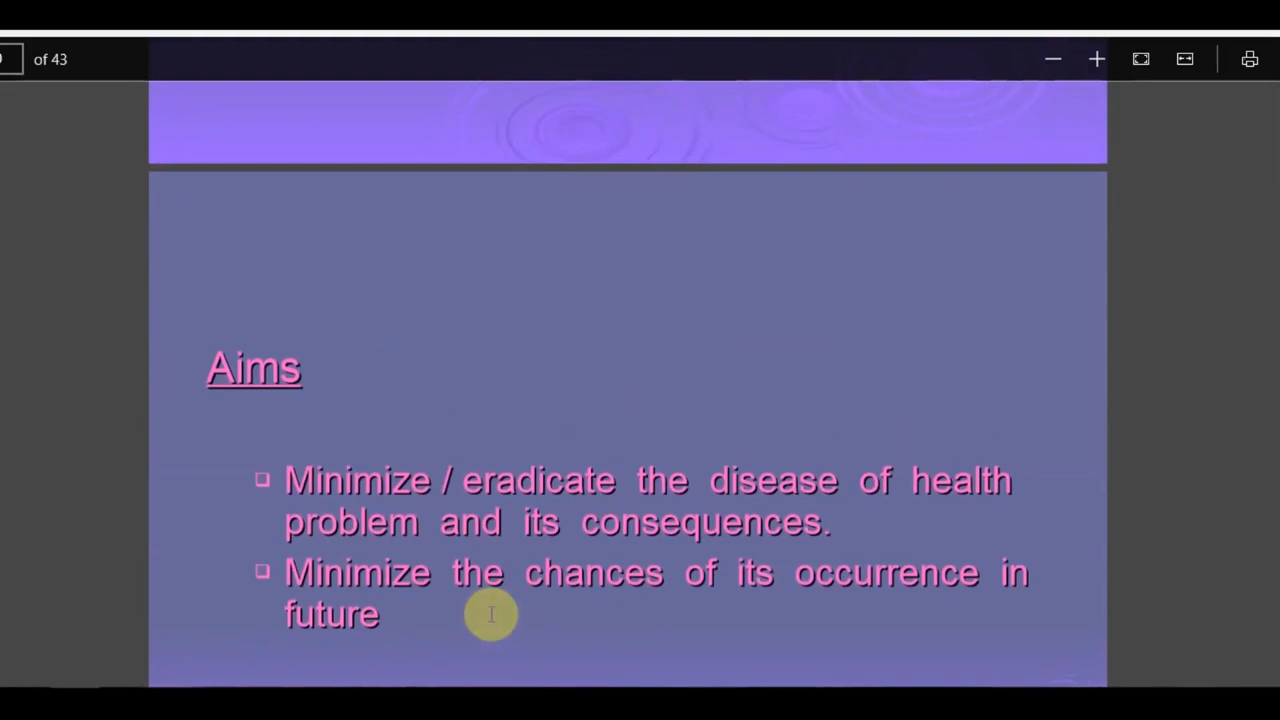 of 43
Aims
Minimize / eradicate the disease of health
problem and its consequences.
Minimize the chances of its occurrence in
future